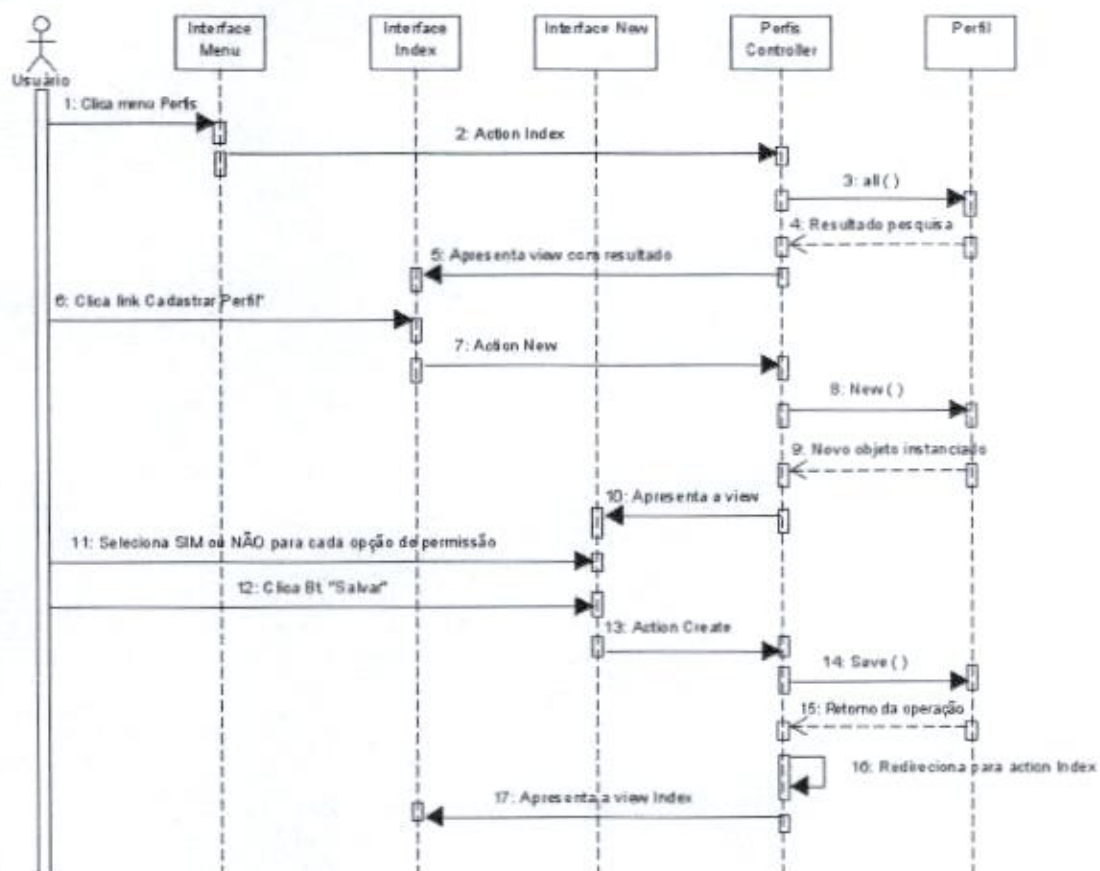 Interface
Menu
Interface
Index
Interface New
Perfis
Controller
Perfil
Usuário
1: Clica menu Perfis
2: Action Index
3: all ( )
4: Resultado pesquisa
5: Apresenta view com resultado
6: Clica link Cadastrar Perfil"
7: Action New
8: New ( )
9: Novo objeto instanciado
10: Apresenta a view
11: Seleciona SIM ou NÃO para cada opção de permissão
12: Clica Bt. "Salvar"
13: Action Create
14: Save ( )
15: Retorno da operação
16: Redireciona para action Index
17: Apresenta a view Index